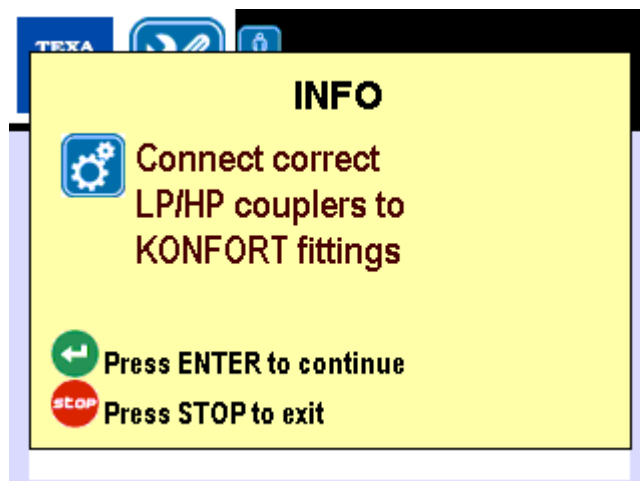 TEXA
INFO
Connect correct
LP/HP couplers to
KONFORT fittings
Press ENTER to continue
stop
Press STOP to exit